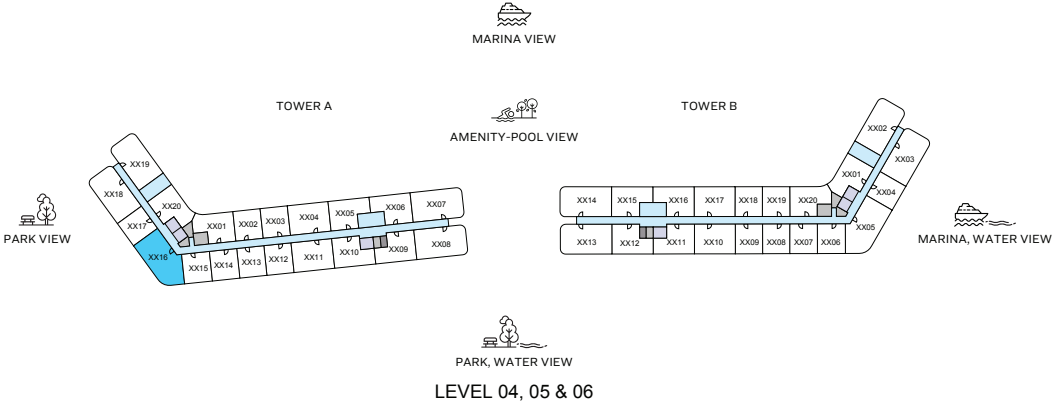 MARINA VIEW
TOWER A
TOWER B
AMENITY-POOL VIEW
XX19
XX18
XX20
XX17
XX16
XX01
XX02
XX03
XX04
XX05
XX06
XX07
XX15
XX14
XX13
XX12
XX11
XX10
XX09
XX08
XX02
XX03
XX01
XX04
XX14
XX15
XX16
XX17
XX18
XX19
XX20
XX05
XX13
XX12
XX11
XX10
XX09
XX08
XX07
XX06
PARK VIEW
MARINA, WATER VIEW
PARK, WATER VIEW
LEVEL 04, 05 & 06